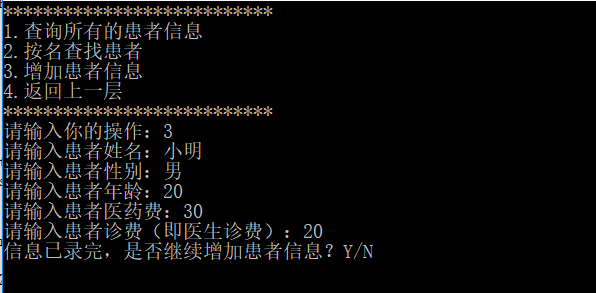 ***************************
1.查询所有的患者信息
2.按名查找患者
3.增加患者信息
4.返回上一层
***************************
请输入你的操作：3
请输入患者姓名：小明
请输入患者性别：男
请输入患者年龄：20
请输入患者医药费：30
请输入患者诊费（即医生诊费）：20
信息已录完，是否继续增加患者信息？Y/N